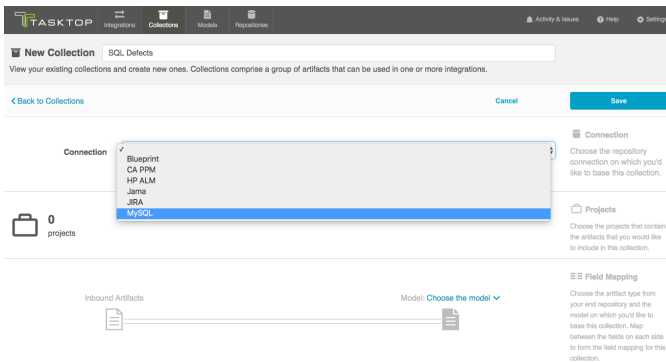 TASKTOP
Integrations
Collections
Models
Repositories
Activity & Issues
Help
Settings
New Collection
SQL Defects
View your existing collections and create new ones. Collections comprise a group of artifacts that can be used in one or more integrations.
Back to Collections
Cancel
Save
Connection
Blueprint
CA PPM
HP ALM
Jama
JIRA
MySQL
Connection
Choose the repository
connection on which you'd
like to base this collection.
0
projects
Projects
Choose the projects that contain
the artifacts that you would like
to include in this collection.
Inbound Artifacts
Model: Choose the model
Field Mapping
Choose the artifact type from
your end repository and the
model on which you'd like to
base this collection. Map
between the fields on each side
to form the field mapping for this
collection.